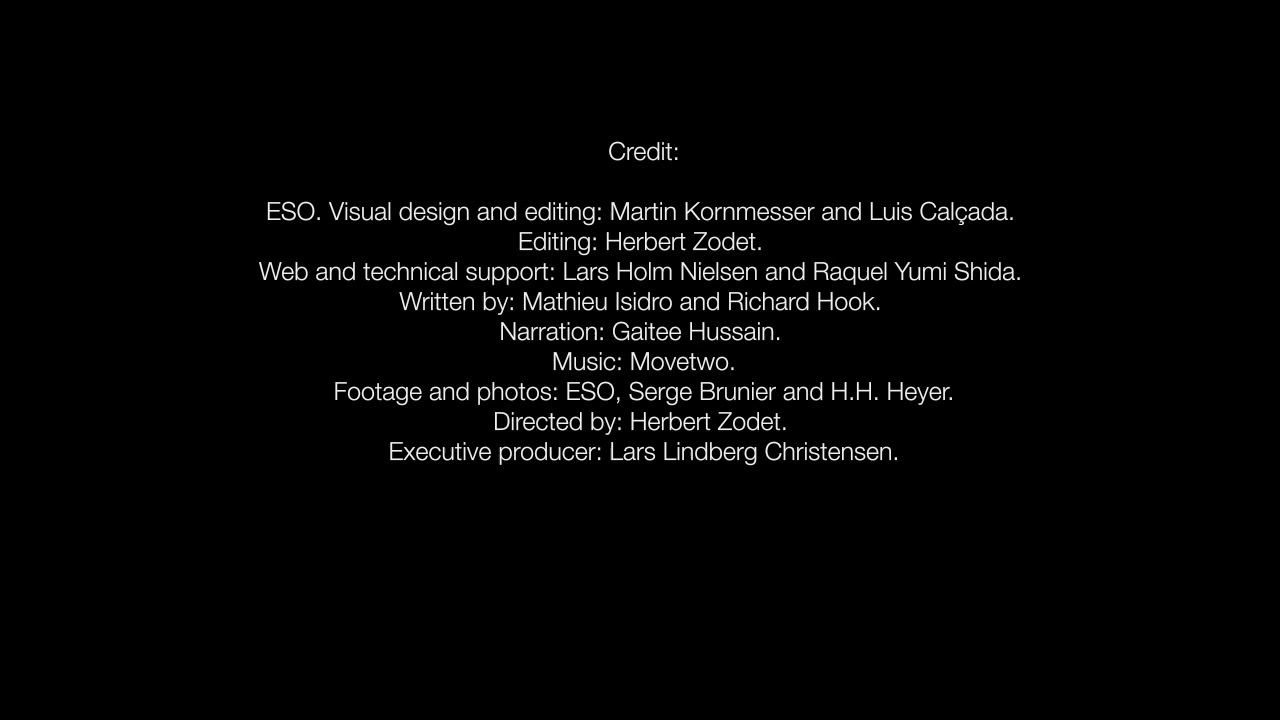 Credit:
ESO. Visual design and editing: Martin Kornmesser and Luis Calçada.
Editing: Herbert Zodet.
Web and technical support: Lars Holm Nielsen and Raquel Yumi Shida.
Written by: Mathieu Isidro and Richard Hook.
Narration: Gaitee Hussain.
Music: Movetwo.
Footage and photos: ESO, Serge Brunier and H.H. Heyer.
Directed by: Herbert Zodet.
Executive producer: Lars Lindberg Christensen.